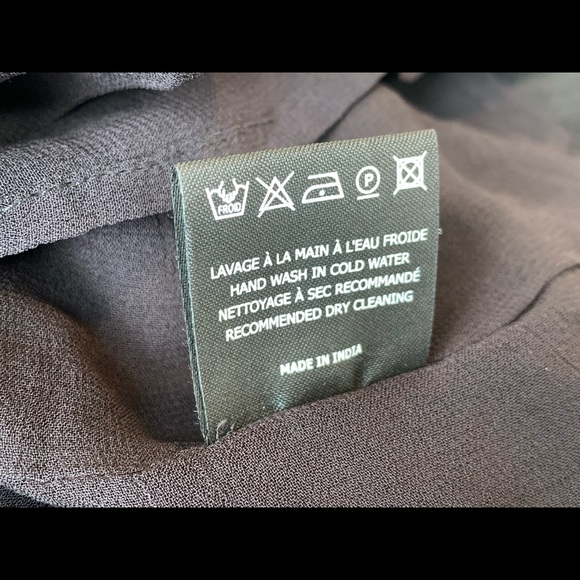 FROID
P
LAVAGE À LA MAIN À L'EAU FROIDE
HAND WASH IN COLD WATER
NETTOYAGE À SEC RECOMMANDÉ
RECOMMENDED DRY CLEANING
MADE IN INDIA